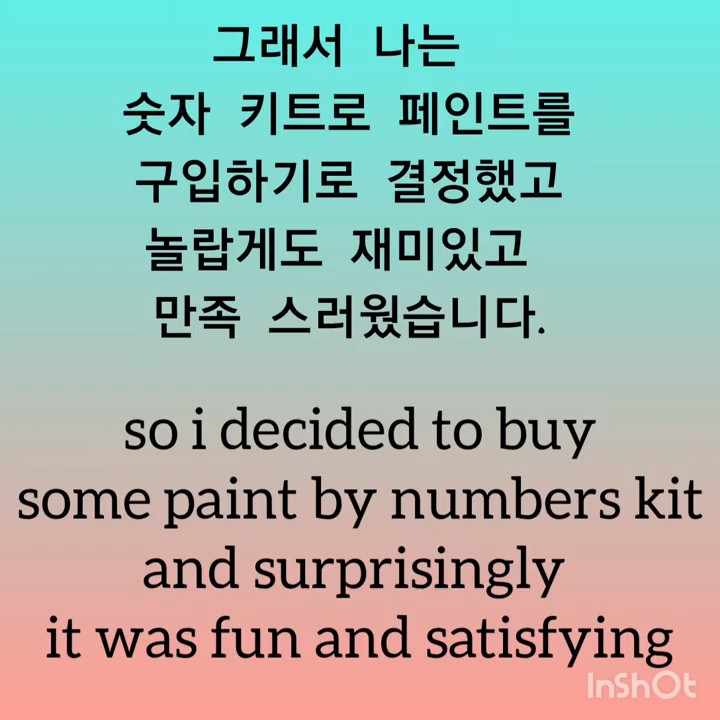 그래서 나는
숫자 키트로 페인트를
구입하기로 결정했고
놀랍게도 재미있고
만족 스러웠습니다.
so i decided to buy
some paint by numbers kit
and surprisingly
it was fun and satisfying
InShOt